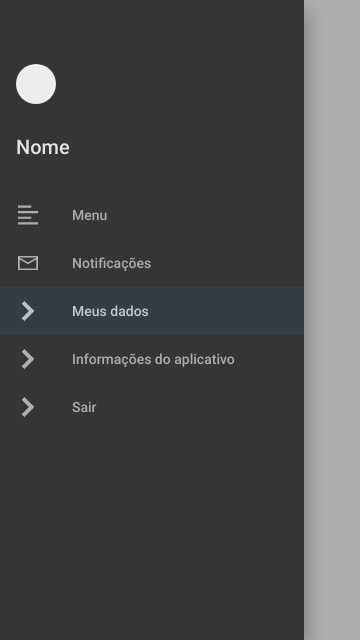 Nome
Menu
Notificações
Meus dados
Informações do aplicativo
Sair